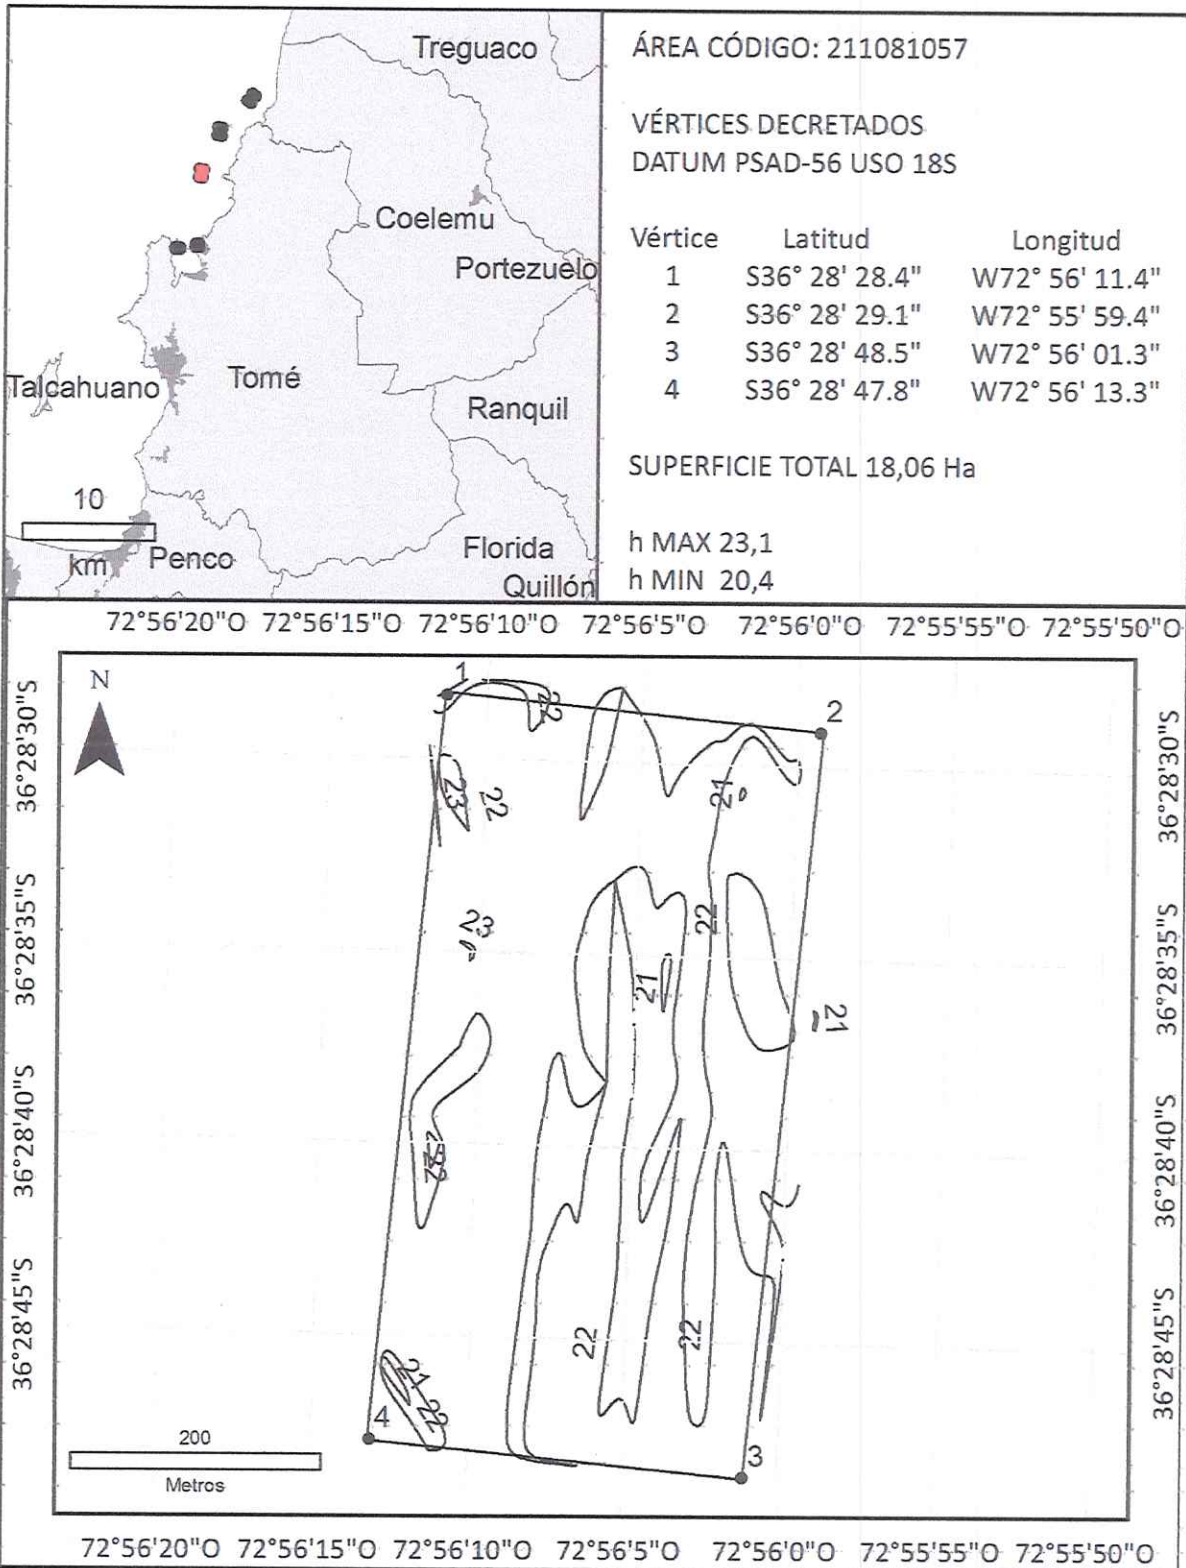 Treguaco
Coelemu
Portezuelo
Talcahuano
Tomé
Ranquil
10
km
Penco
Florida
Quillón
ÁREA CÓDIGO: 211081057
VÉRTICES DECRETADOS
DATUM PSAD-56 USO 18S
Vértice Latitud Longitud
1 S36° 28' 28.4" W72° 56' 11.4"
2 S36° 28' 29.1" W72° 55' 59.4"
3 S36° 28' 48.5" W72° 56' 01.3"
4 S36° 28' 47.8" W72° 56' 13.3"
SUPERFICIE TOTAL 18,06 Ha
h MAX 23,1
h MIN 20,4
72°56'20"O 72°56'15"O 72°56'10"O 72°56'5"O 72°56'0"O 72°55'55"O 72°55'50"O
N
1
22
2
36°28'30"S
36°28'30"S
23
22
21
23
22
36°28'35"S
36°28'35"S
21
21
36°28'40"S
36°28'40"S
22
36°28'45"S
36°28'45"S
22
22
21
22
4
3
200
Metros
72°56'20"O 72°56'15"O 72°56'10"O 72°56'5"O 72°56'0"O 72°55'55"O 72°55'50"O